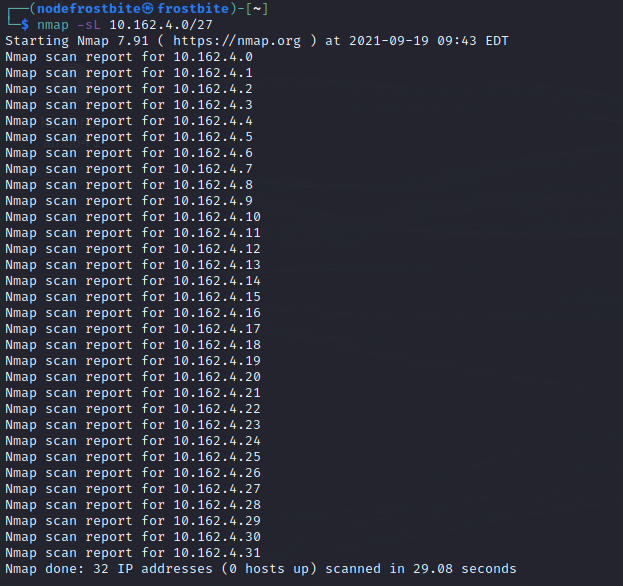 ┌──(nodefrostbite㉿frostbite)-[~]
└─$ nmap -sL 10.162.4.0/27
Starting Nmap 7.91 ( https://nmap.org ) at 2021-09-19 09:43 EDT
Nmap scan report for 10.162.4.0
Nmap scan report for 10.162.4.1
Nmap scan report for 10.162.4.2
Nmap scan report for 10.162.4.3
Nmap scan report for 10.162.4.4
Nmap scan report for 10.162.4.5
Nmap scan report for 10.162.4.6
Nmap scan report for 10.162.4.7
Nmap scan report for 10.162.4.8
Nmap scan report for 10.162.4.9
Nmap scan report for 10.162.4.10
Nmap scan report for 10.162.4.11
Nmap scan report for 10.162.4.12
Nmap scan report for 10.162.4.13
Nmap scan report for 10.162.4.14
Nmap scan report for 10.162.4.15
Nmap scan report for 10.162.4.16
Nmap scan report for 10.162.4.17
Nmap scan report for 10.162.4.18
Nmap scan report for 10.162.4.19
Nmap scan report for 10.162.4.20
Nmap scan report for 10.162.4.21
Nmap scan report for 10.162.4.22
Nmap scan report for 10.162.4.23
Nmap scan report for 10.162.4.24
Nmap scan report for 10.162.4.25
Nmap scan report for 10.162.4.26
Nmap scan report for 10.162.4.27
Nmap scan report for 10.162.4.28
Nmap scan report for 10.162.4.29
Nmap scan report for 10.162.4.30
Nmap scan report for 10.162.4.31
Nmap done: 32 IP addresses (0 hosts up) scanned in 29.08 seconds